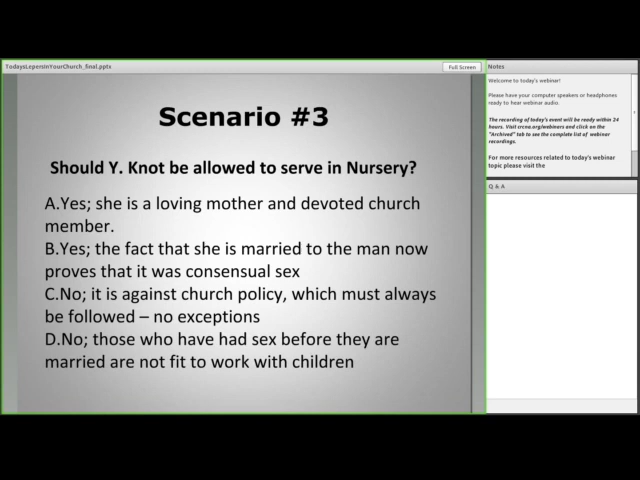 TodaysLepersInYourChurch_final.pptx
Full Screen
Scenario #3
Should Y. Knot be allowed to serve in Nursery?
A.Yes; she is a loving mother and devoted church
member.
B.Yes; the fact that she is married to the man now
proves that it was consensual sex
C.No; it is against church policy, which must always
be followed – no exceptions
D.No; those who have had sex before they are
married are not fit to work with children
Notes
Welcome to today's webinar!
Please have your computer speakers or headphones
ready to hear webinar audio.
The recording of today's event will be ready within 24
hours. Visit crcna.org/webinars and click on the
"Archived" tab to see the complete list of webinar
recordings.
For more resources related to today's webinar
topic please visit the
Q & A